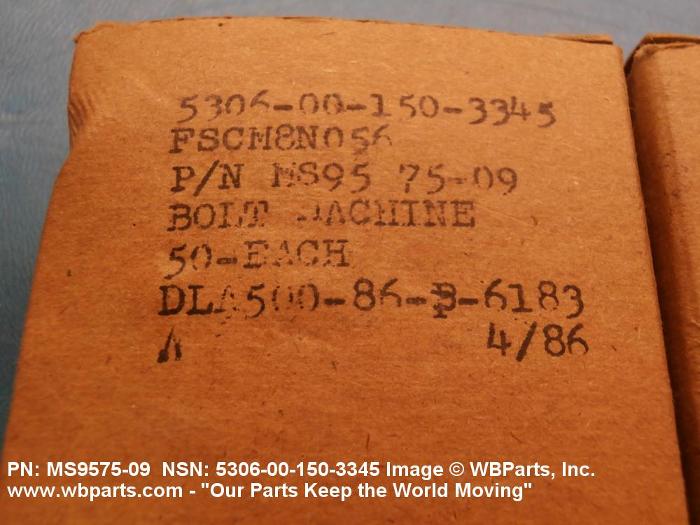 5306-00-150-3345
FSCM8N056
P/N MS95 75-09
BOLT MACHINE
50-EACH
DLA500-86-P-6183
A 4/86
PN: MS9575-09 NSN: 5306-00-150-3345 Image © WBParts, Inc.
www.wbparts.com - "Our Parts Keep the World Moving"